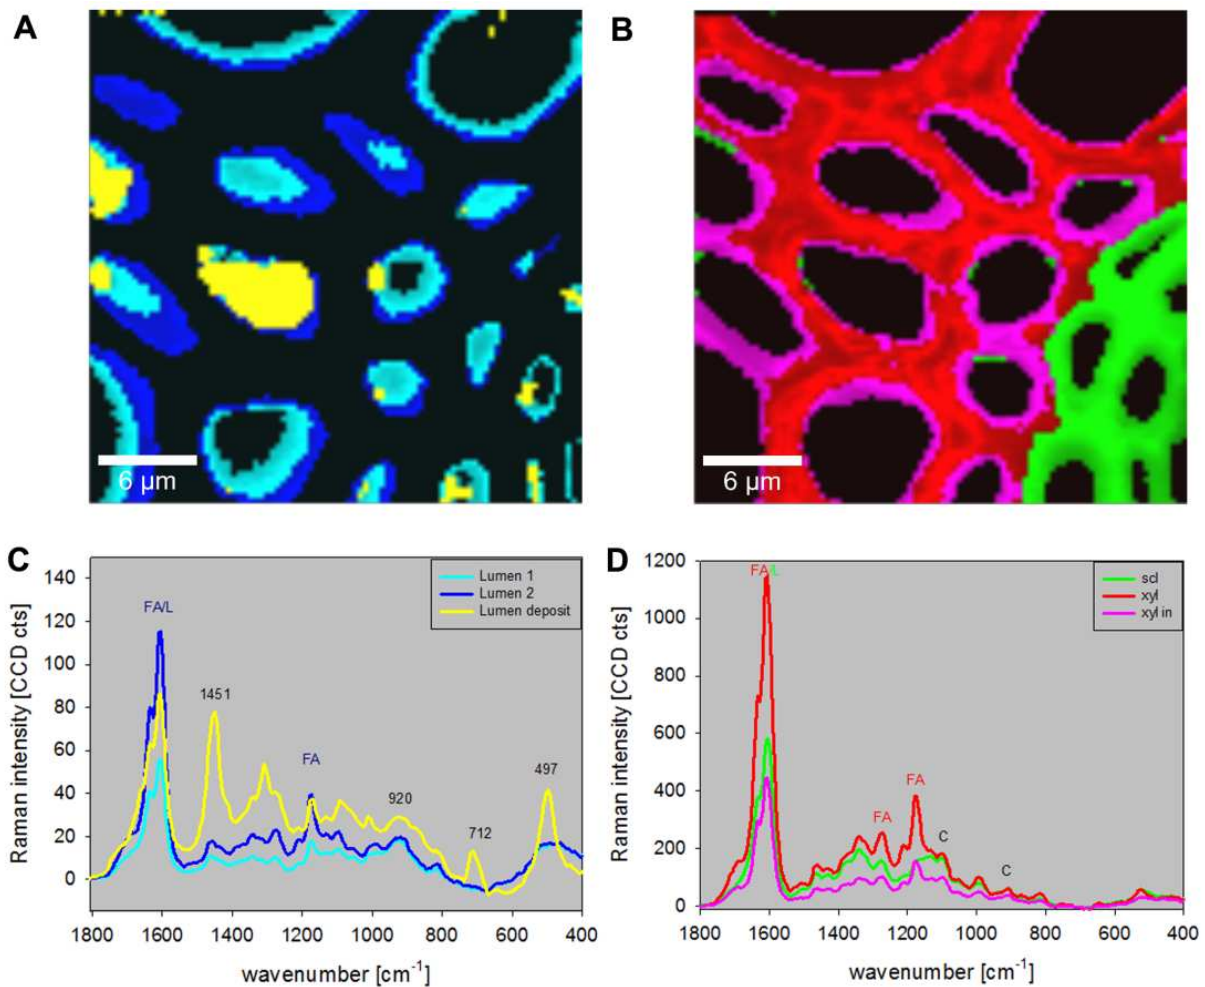 A
B
6 μm
6 μm
C
D
140
120
100
80
60
40
20
0
Raman intensity [CCD cts]
FA/L
1451
FA
920
712
497
Lumen 1
Lumen 2
Lumen deposit
1800 1600 1400 1200 1000 800 600 400
wavenumber [cm-1]
1200
1000
800
600
400
200
0
Raman intensity [CCD cts]
FA/L
FA
FA
C
C
scl
xyl
xyl in
1800 1600 1400 1200 1000 800 600 400
wavenumber [cm-1]